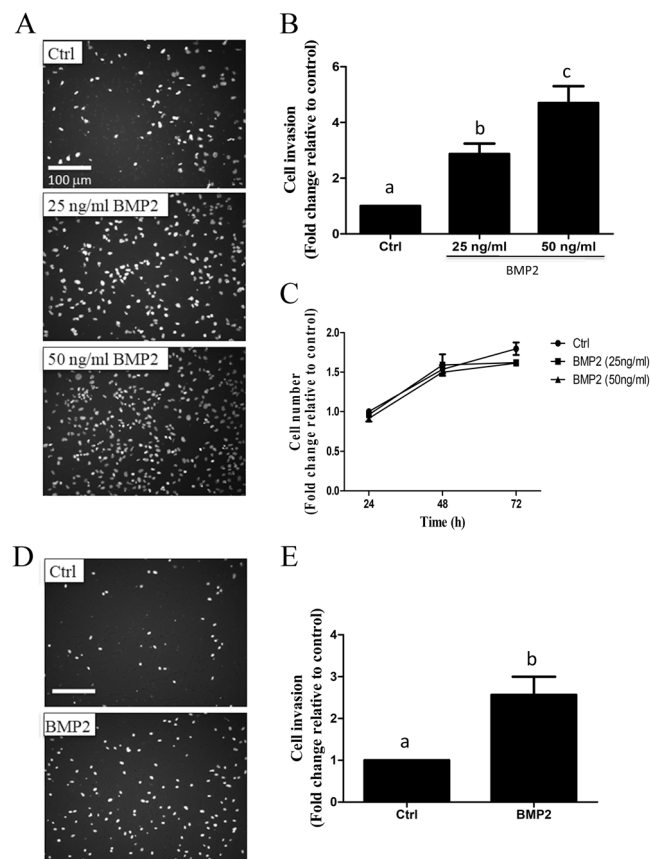 A
Ctrl
100 µm
25 ng/ml BMP2
50 ng/ml BMP2
B
Cell invasion
(Fold change relative to control)
6
4
2
0
a
b
c
Ctrl
25 ng/ml
50 ng/ml
BMP2
C
Cell number
(Fold change relative to control)
2.0
1.5
1.0
0.5
0.0
24
48
72
Time (h)
Ctrl
BMP2 (25ng/ml)
BMP2 (50ng/ml)
D
Ctrl
BMP2
E
Cell invasion
(Fold change relative to control)
4
3
2
1
0
a
b
Ctrl
BMP2